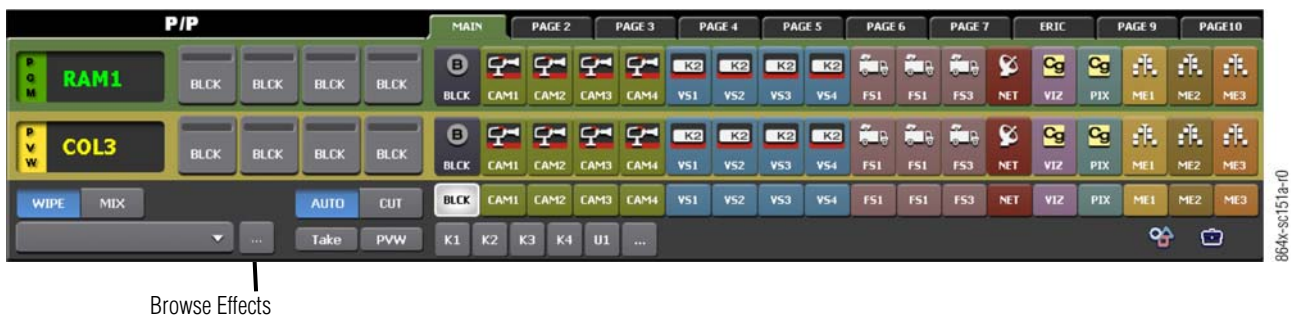 P/P MAIN PAGE 2 PAGE 3 PAGE 4 PAGE 5 PAGE 6 PAGE 7 ERIC PAGE 9 PAGE10
PGM RAM1 BLCK BLCK BLCK BLCK B BLCK CAM1 CAM2 CAM3 CAM4 K2 VS1 K2 VS2 K2 VS3 K2 VS4 FS1 FS1 FS3 NET Cg VIZ Cg PIX ME1 ME2 ME3
PVW COL3 BLCK BLCK BLCK BLCK B BLCK CAM1 CAM2 CAM3 CAM4 K2 VS1 K2 VS2 K2 VS3 K2 VS4 FS1 FS1 FS3 NET Cg VIZ Cg PIX ME1 ME2 ME3
WIPE MIX AUTO CUT BLCK CAM1 CAM2 CAM3 CAM4 VS1 VS2 VS3 VS4 FS1 FS1 FS3 NET VIZ PIX ME1 ME2 ME3
... Take PVW K1 K2 K3 K4 U1 ...
Browse Effects
864x-sc151a-r0